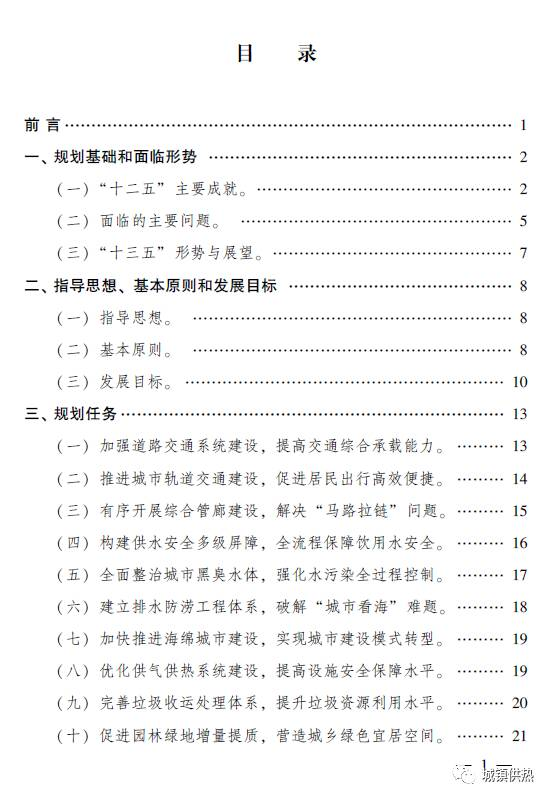 目 录
前言 1
一、规划基础和面临形势 2
（一）“十二五”主要成就。 2
（二）面临的主要问题。 5
（三）“十三五”形势与展望。 7
二、指导思想、基本原则和发展目标 8
（一）指导思想。 8
（二）基本原则。 8
（三）发展目标。 10
三、规划任务 13
（一）加强道路交通系统建设，提高交通综合承载能力。 13
（二）推进城市轨道交通建设，促进居民出行高效便捷。 14
（三）有序开展综合管廊建设，解决“马路拉链”问题。 15
（四）构建供水安全多级屏障，全流程保障饮用水安全。 16
（五）全面整治城市黑臭水体，强化水污染全过程控制。 17
（六）建立排水防涝工程体系，破解“城市看海”难题。 18
（七）加快推进海绵城市建设，实现城市建设模式转型。 19
（八）优化供气供热系统建设，提高设施安全保障水平。 19
（九）完善垃圾收运处理体系，提升垃圾资源利用水平。 20
（十）促进园林绿地增量提质，营造城乡绿色宜居空间。 21
— 1 —
城镇供热